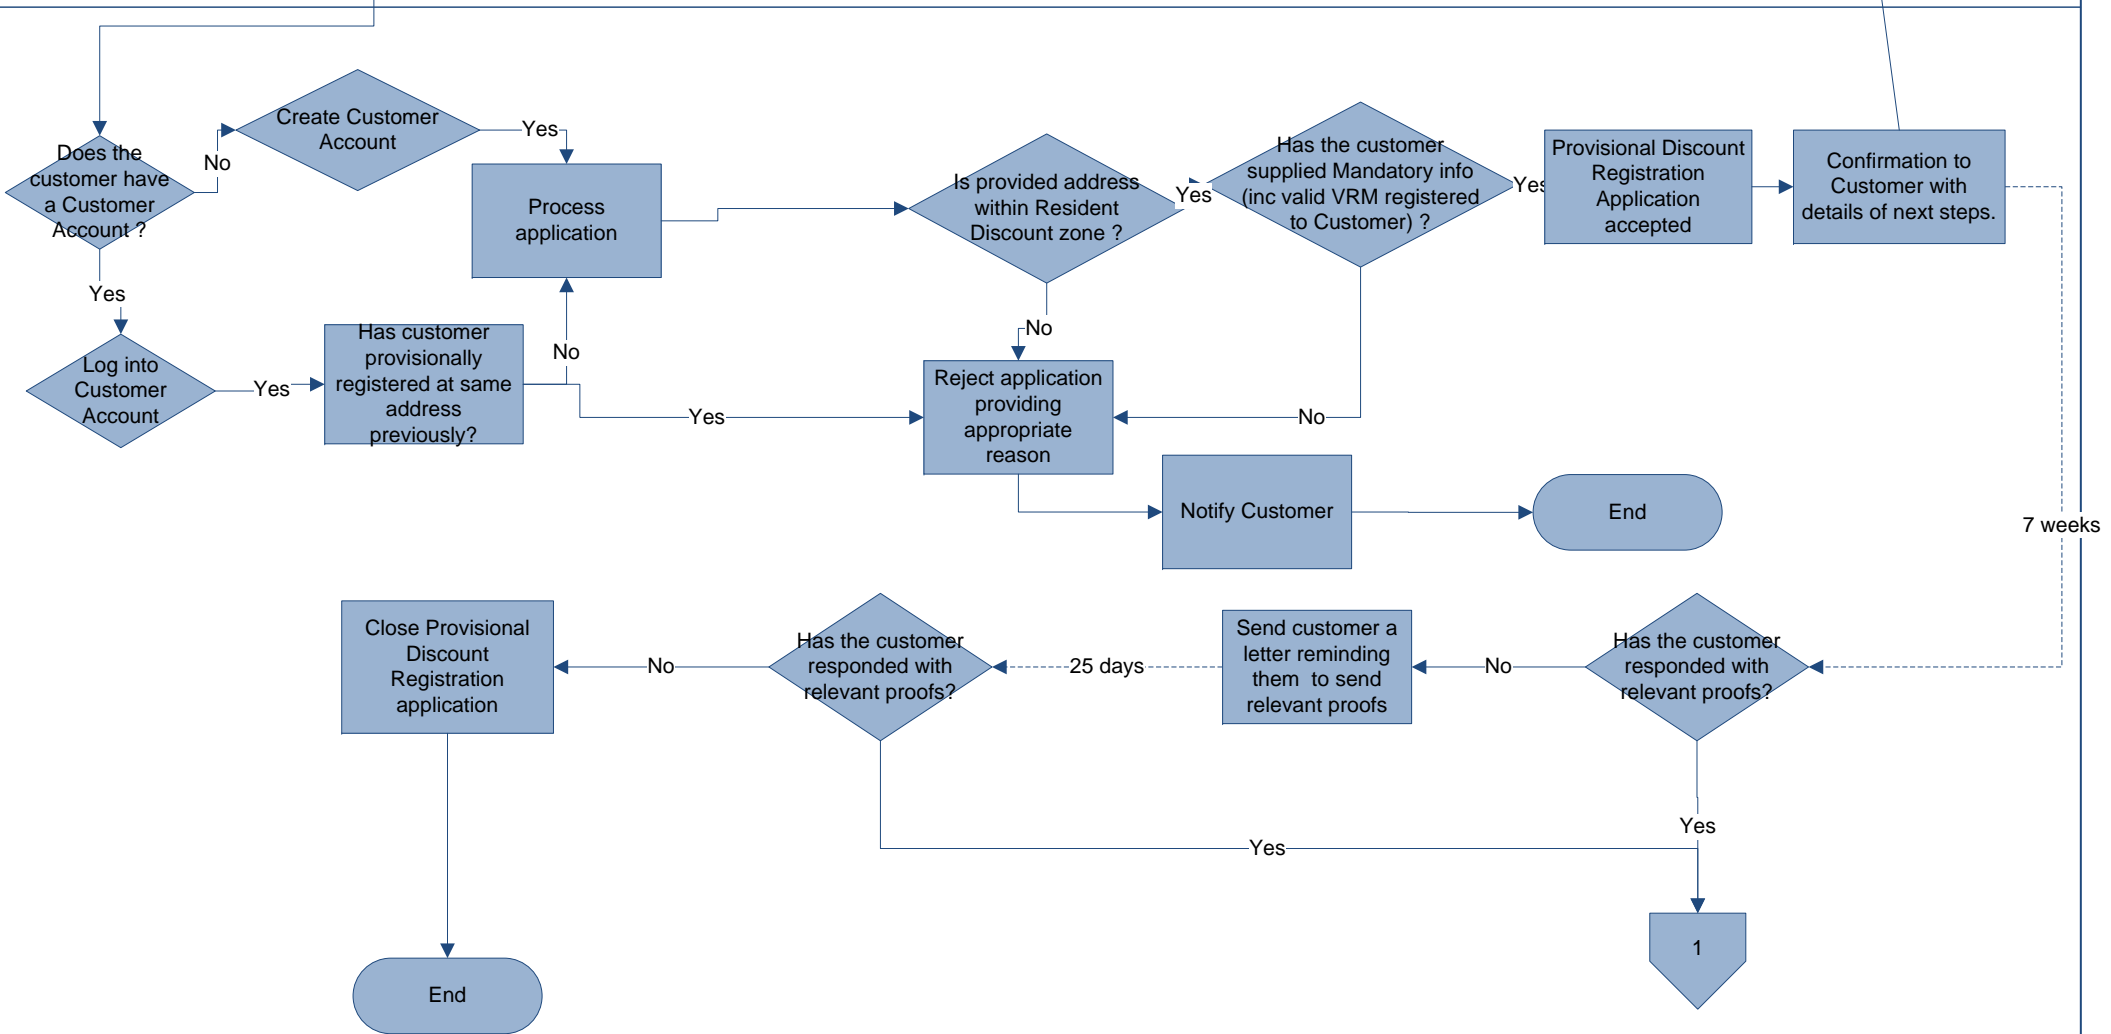 Does the
customer have
a Customer
Account ?
No
Create Customer
Account
Yes
Process
application
Is provided address
within Resident
Discount zone ?
Yes
Has the customer
supplied Mandatory info
(inc valid VRM registered
to Customer) ?
Yes
Provisional Discount
Registration
Application
accepted
Confirmation to
Customer with
details of next steps.
Yes
Log into
Customer
Account
Yes
Has customer
provisionally
registered at same
address
previously?
No
Yes
No
Reject application
providing
appropriate
reason
No
Notify Customer
End
7 weeks
Close Provisional
Discount
Registration
application
No
Has the customer
responded with
relevant proofs?
25 days
Send customer a
letter reminding
them  to send
relevant proofs
No
Has the customer
responded with
relevant proofs?
Yes
Yes
1
End